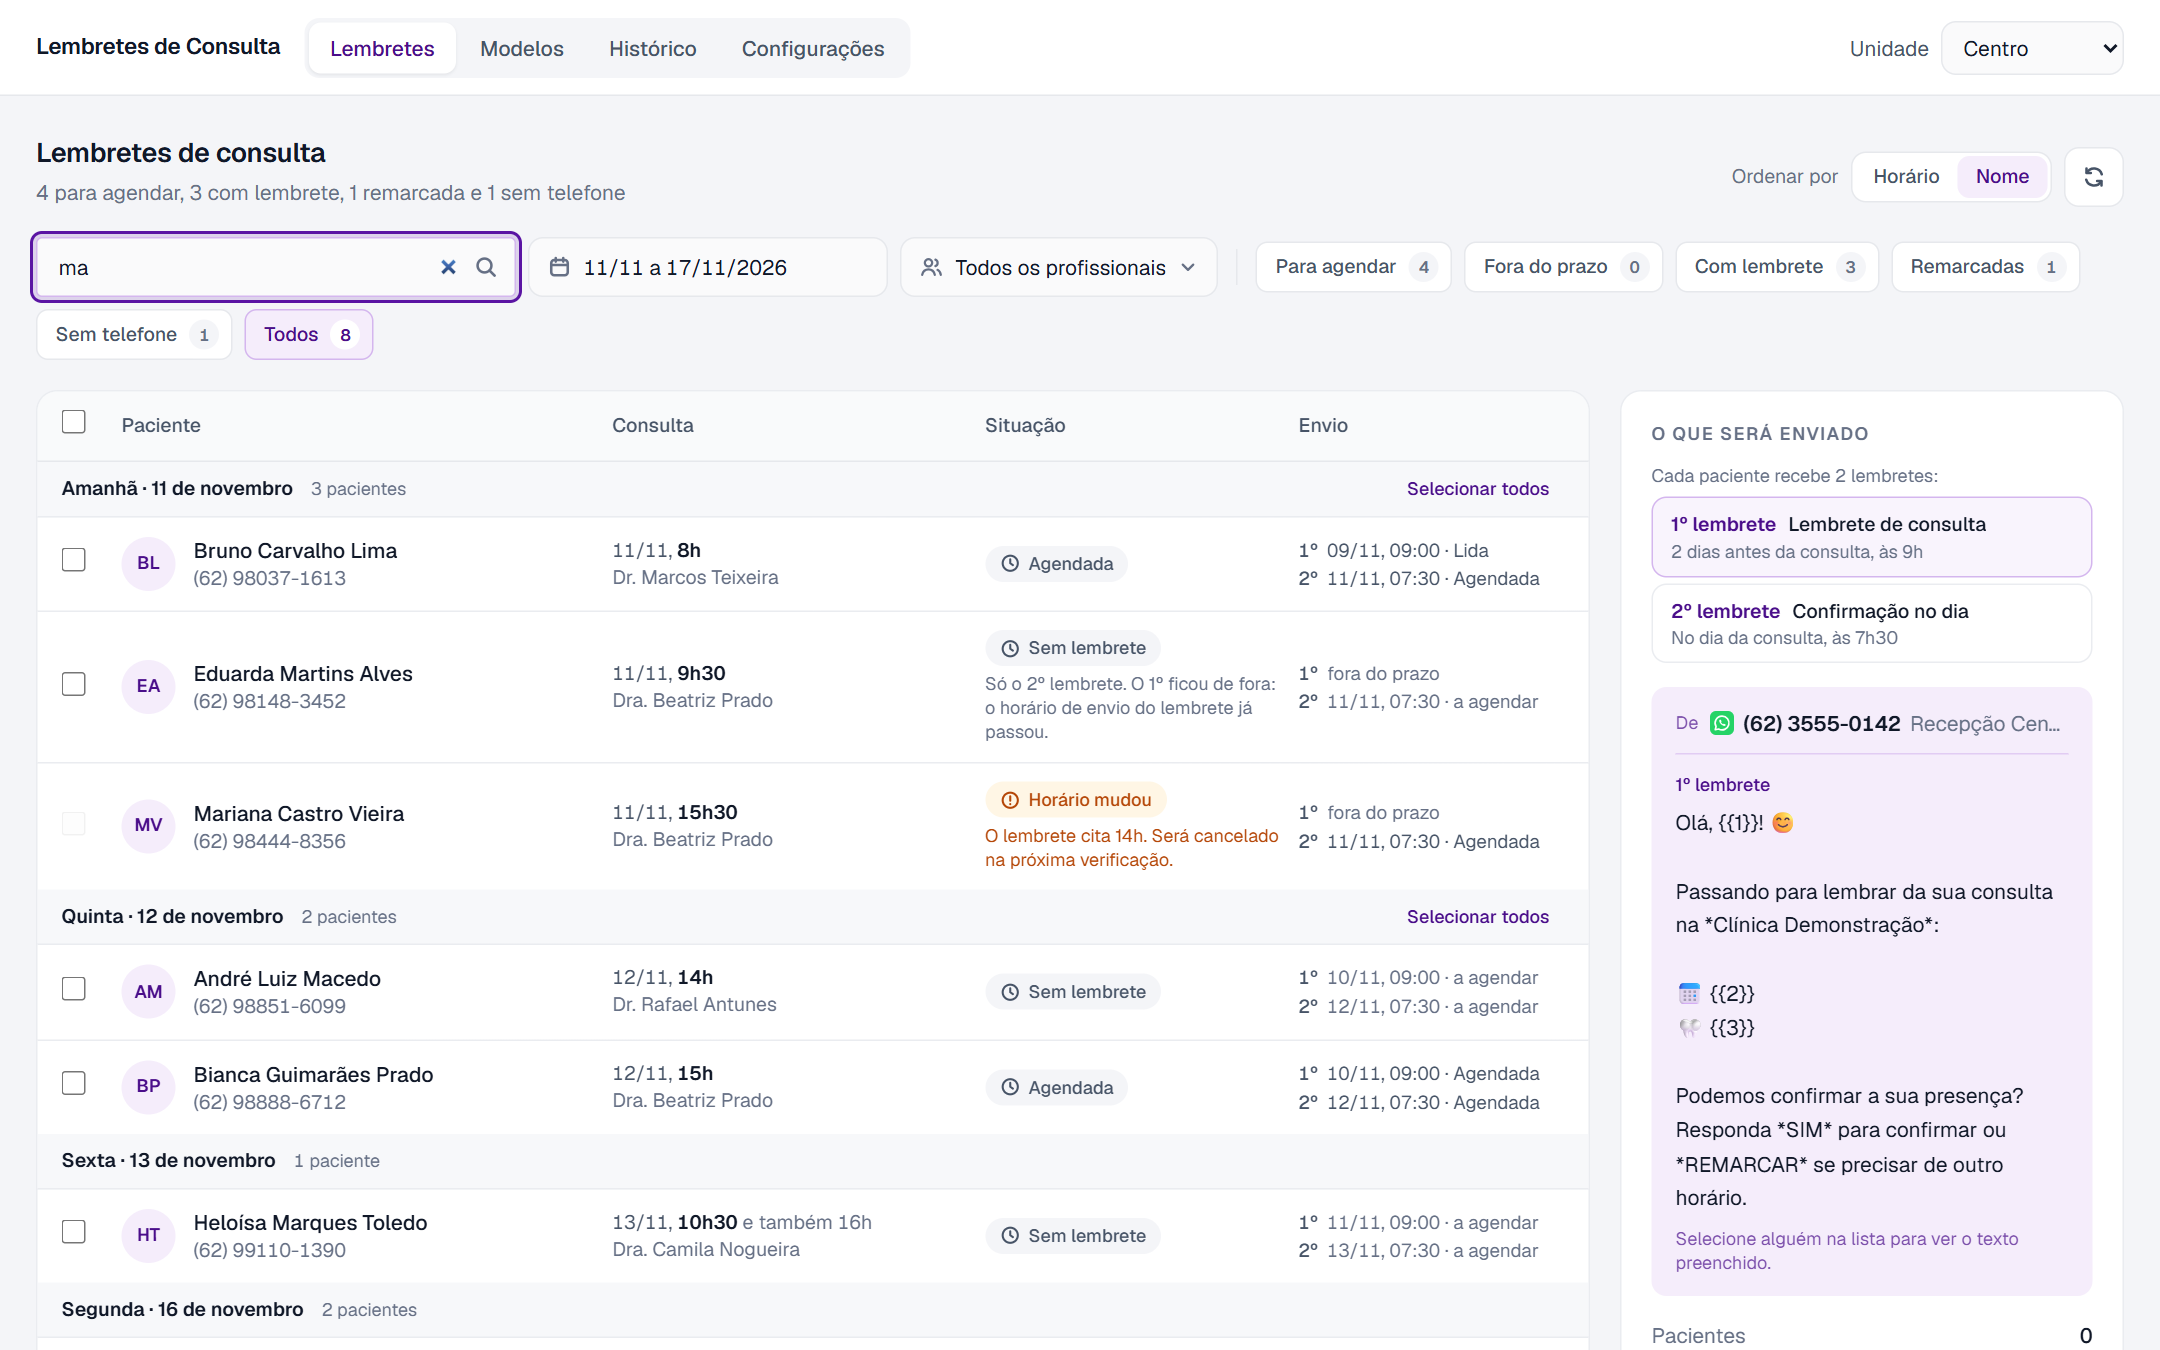 Lembretes de Consulta
Lembretes
Modelos
Histórico
Configurações
Unidade
Centro
Lembretes de consulta
4 para agendar, 3 com lembrete, 1 remarcada e 1 sem telefone
Ordenar por
Horário
Nome
ma
11/11 a 17/11/2026
Todos os profissionais
Para agendar 4
Fora do prazo 0
Com lembrete 3
Remarcadas 1
Sem telefone 1
Todos 8
Paciente
Consulta
Situação
Envio
Amanhã · 11 de novembro 3 pacientes
Selecionar todos
BL
Bruno Carvalho Lima
(62) 98037-1613
11/11, 8h
Dr. Marcos Teixeira
Agendada
1º 09/11, 09:00 · Lida
2º 11/11, 07:30 · Agendada
EA
Eduarda Martins Alves
(62) 98148-3452
11/11, 9h30
Dra. Beatriz Prado
Sem lembrete
Só o 2º lembrete. O 1º ficou de fora:
o horário de envio do lembrete já
passou.
1º fora do prazo
2º 11/11, 07:30 · a agendar
MV
Mariana Castro Vieira
(62) 98444-8356
11/11, 15h30
Dra. Beatriz Prado
Horário mudou
O lembrete cita 14h. Será cancelado
na próxima verificação.
1º fora do prazo
2º 11/11, 07:30 · Agendada
Quinta · 12 de novembro 2 pacientes
Selecionar todos
AM
André Luiz Macedo
(62) 98851-6099
12/11, 14h
Dr. Rafael Antunes
Sem lembrete
1º 10/11, 09:00 · a agendar
2º 12/11, 07:30 · a agendar
BP
Bianca Guimarães Prado
(62) 98888-6712
12/11, 15h
Dra. Beatriz Prado
Agendada
1º 10/11, 09:00 · Agendada
2º 12/11, 07:30 · Agendada
Sexta · 13 de novembro 1 paciente
HT
Heloísa Marques Toledo
(62) 99110-1390
13/11, 10h30 e também 16h
Dra. Camila Nogueira
Sem lembrete
1º 11/11, 09:00 · a agendar
2º 13/11, 07:30 · a agendar
Segunda · 16 de novembro 2 pacientes
O QUE SERÁ ENVIADO
Cada paciente recebe 2 lembretes:
1º lembrete Lembrete de consulta
2 dias antes da consulta, às 9h
2º lembrete Confirmação no dia
No dia da consulta, às 7h30
De (62) 3555-0142 Recepção Cen...
1º lembrete
Olá, {{1}}! 😊
Passando para lembrar da sua consulta
na *Clínica Demonstração*:
🗓️ {{2}}
🦷 {{3}}
Podemos confirmar a sua presença?
Responda *SIM* para confirmar ou
*REMARCAR* se precisar de outro
horário.
Selecione alguém na lista para ver o texto
preenchido.
Pacientes 0